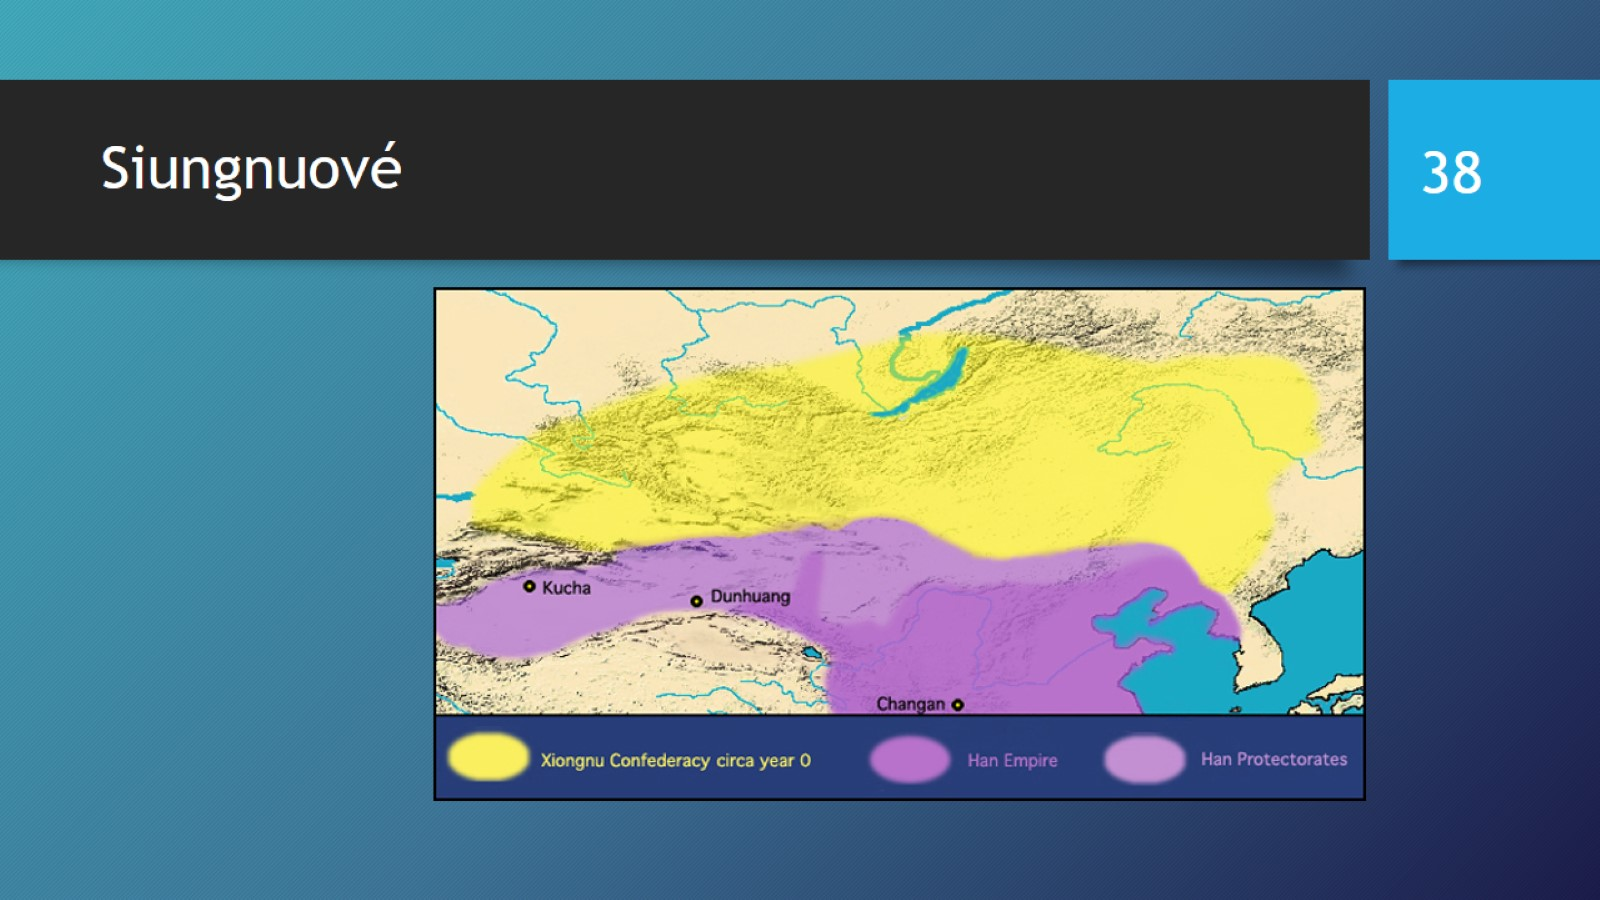 Siungnuové
38
Kucha
Dunhuang
Changan
Xiongnu Confederacy circa year 0
Han Empire
Han Protectorates